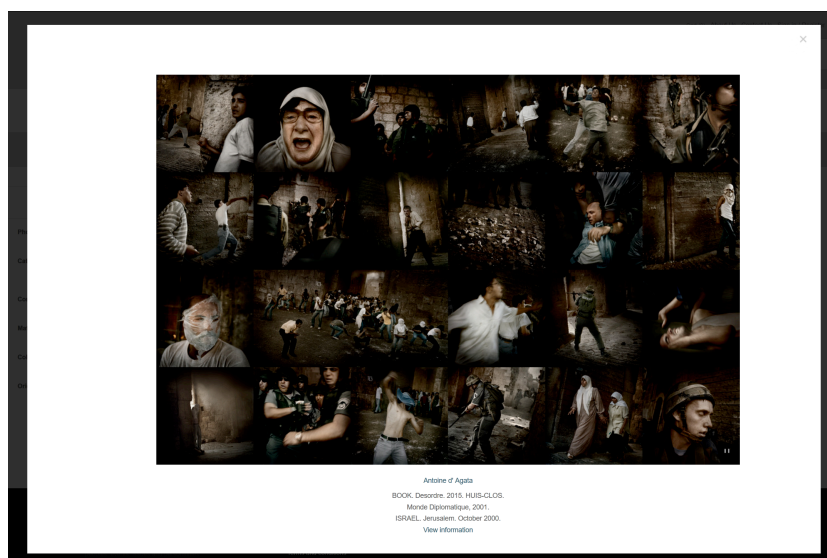 ×
Antoine d' Agata
BOOK. Desordre. 2015. HUIS-CLOS.
Monde Diplomatique, 2001.
ISRAEL. Jerusalem. October 2000.
View information